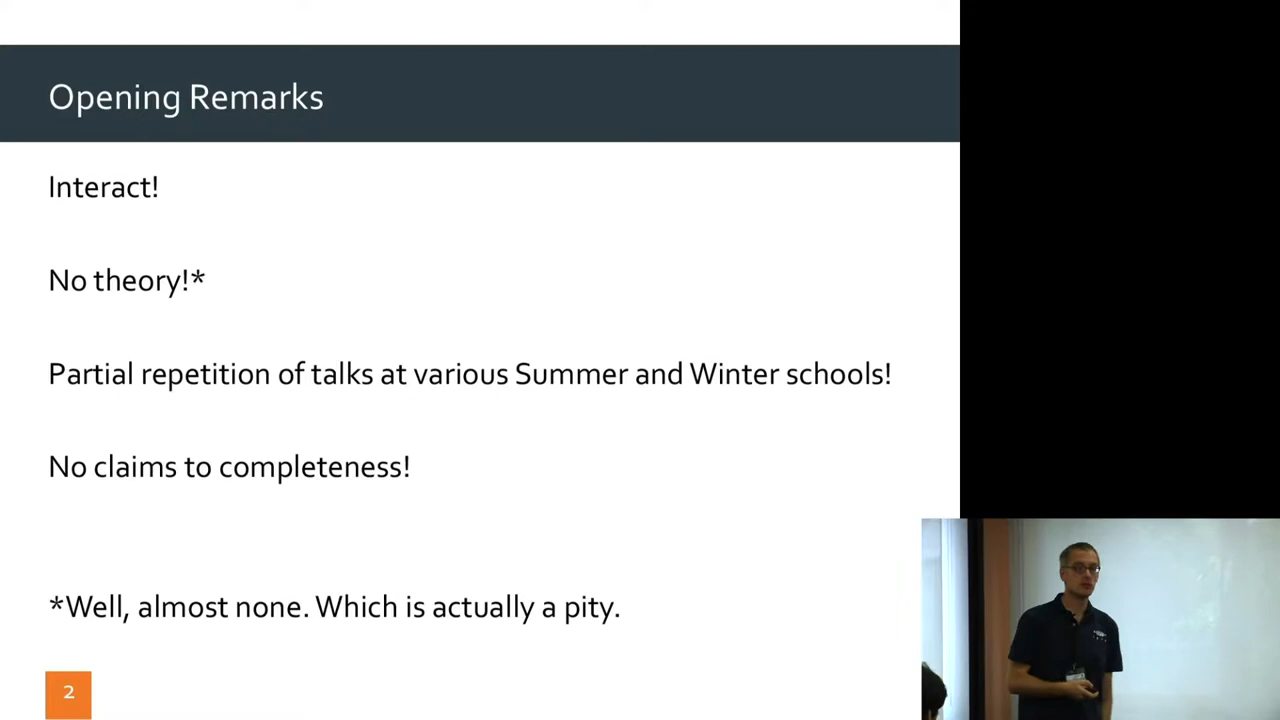 Opening Remarks
Interact!
No theory!*
Partial repetition of talks at various Summer and Winter schools!
No claims to completeness!
*Well, almost none. Which is actually a pity.
2